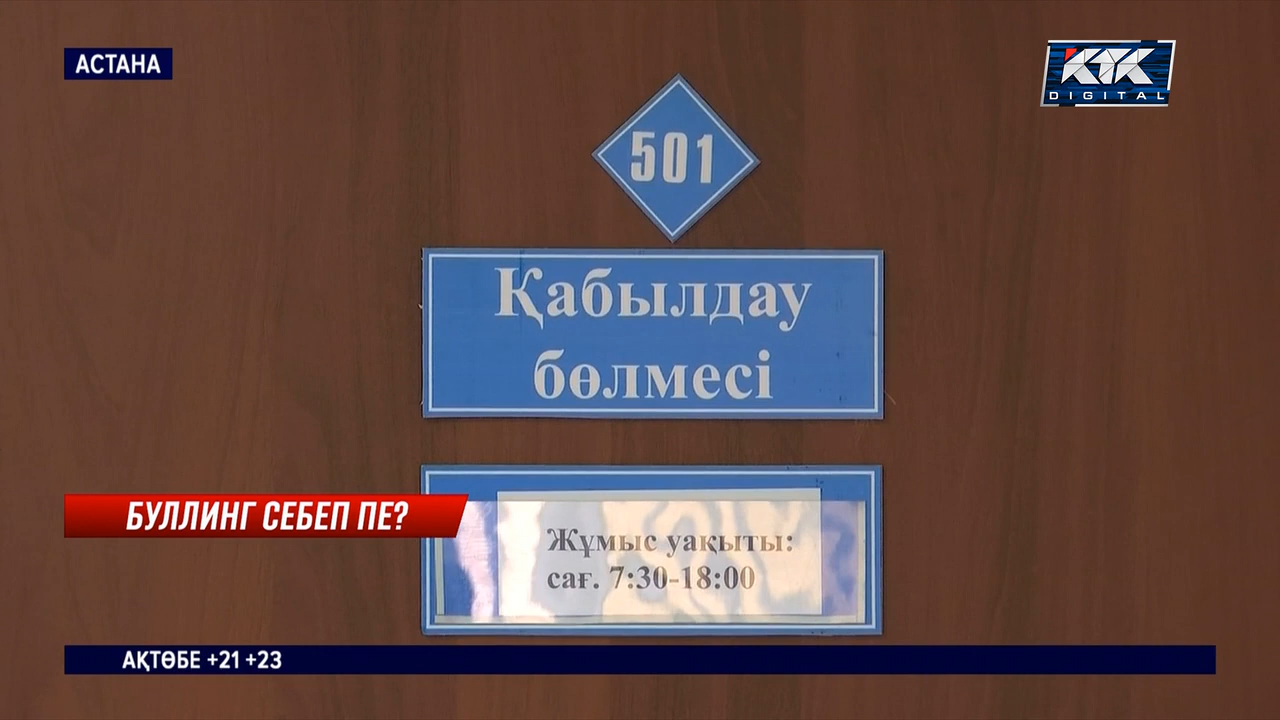 АСТАНА
КТК
DIGITAL
501
Қабылдау
бөлмесі
БУЛЛИНГ СЕБЕП ПЕ?
Жұмыс уақыты:
сағ. 7:30-18:00
АҚТӨБЕ +21 +23